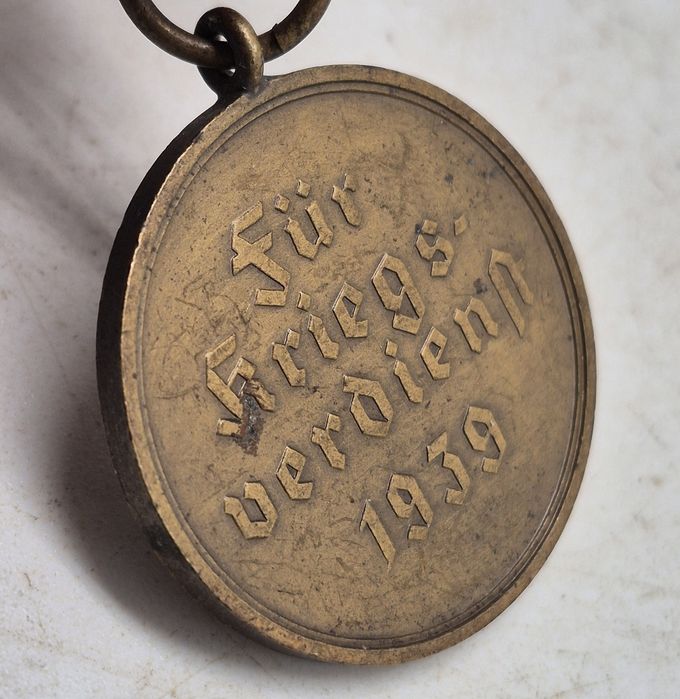 Für
Kriegs-
verdienſt
1939